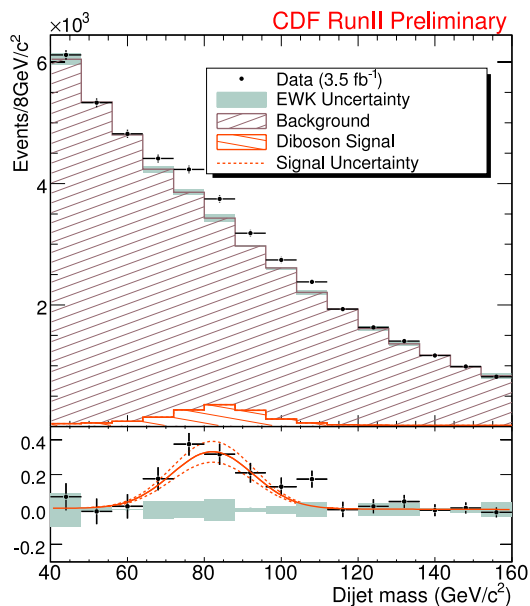 CDF RunII Preliminary
×10³
Events/8GeV/c²
6
4
2
Data (3.5 fb⁻¹)
EWK Uncertainty
Background
Diboson Signal
Signal Uncertainty
0.4
0.2
0.0
-0.2
40 60 80 100 120 140 160
Dijet mass (GeV/c²)